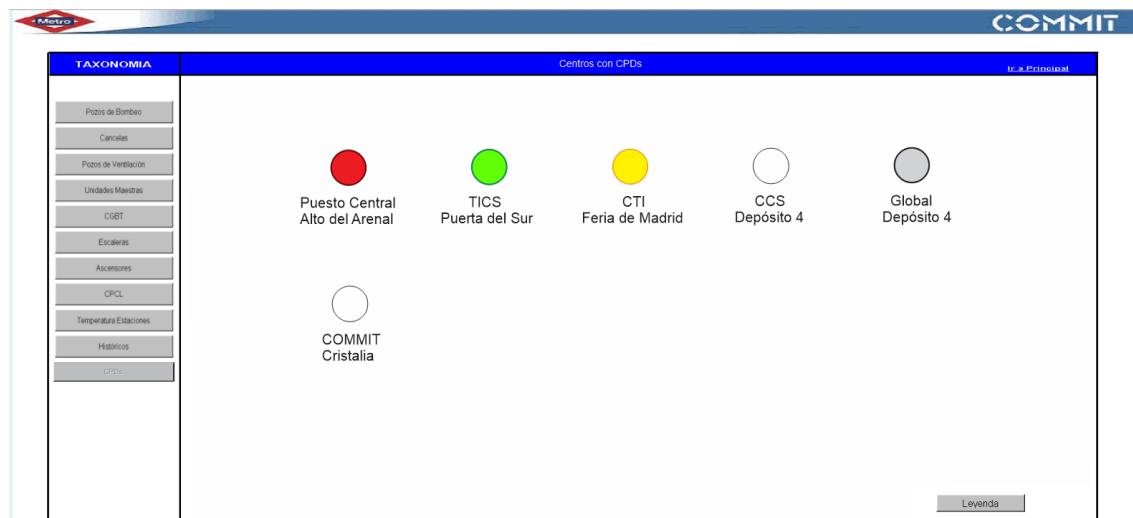 Metro
COMMIT
TAXONOMIA
Centros con CPDs
Ir a Principal
Pozos de Bombeo
Cancelas
Pozos de Ventilación
Unidades Maestras
CGBT
Escaleras
Ascensores
CPCL
Temperatura Estaciones
Históricos
CPDs
Puesto Central
Alto del Arenal
TICS
Puerta del Sur
CTI
Feria de Madrid
CCS
Depósito 4
Global
Depósito 4
COMMIT
Cristalia
Leyenda